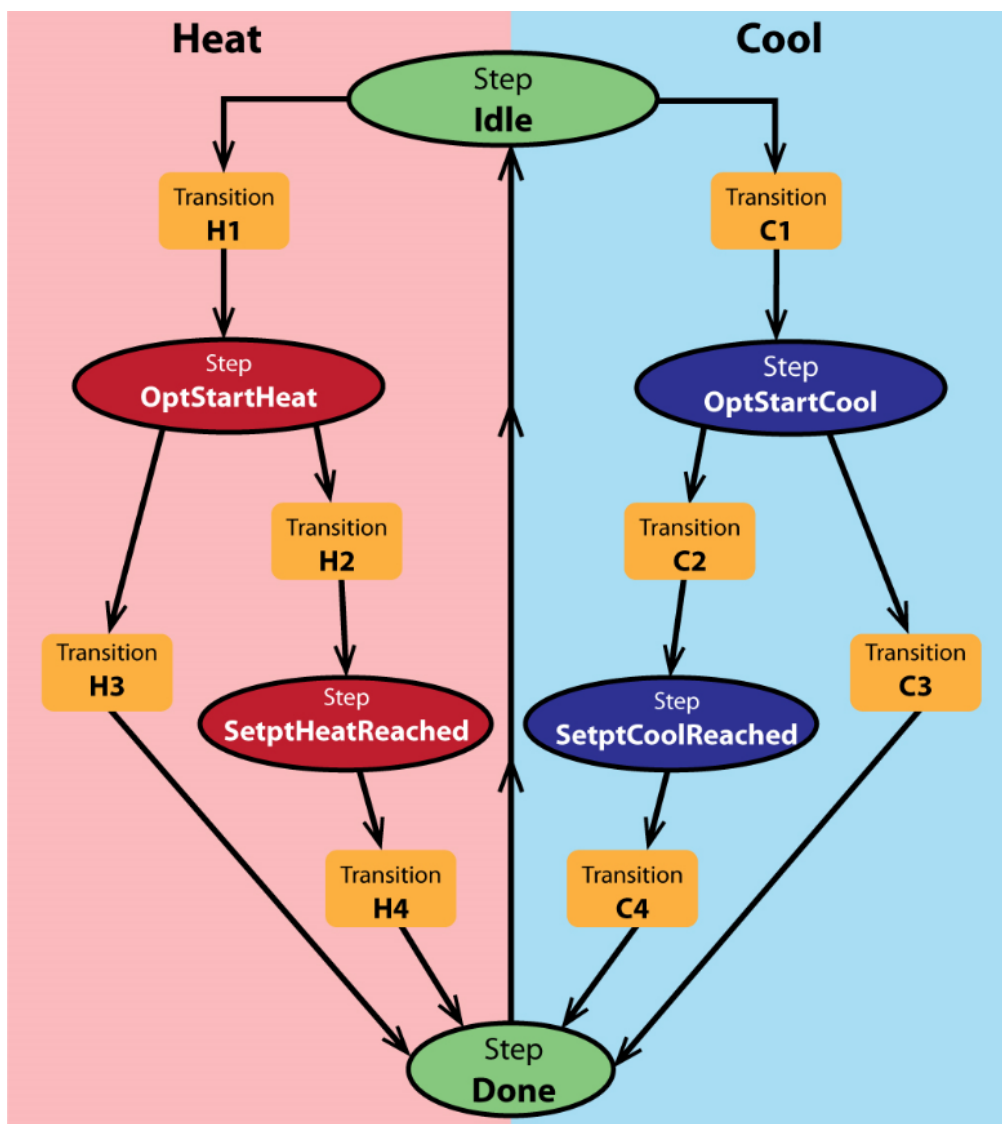 Heat
Cool
Step
Idle
Transition
H1
Transition
C1
Step
OptStartHeat
Step
OptStartCool
Transition
H2
Transition
C2
Transition
H3
Transition
C3
Step
SetptHeatReached
Step
SetptCoolReached
Transition
H4
Transition
C4
Step
Done